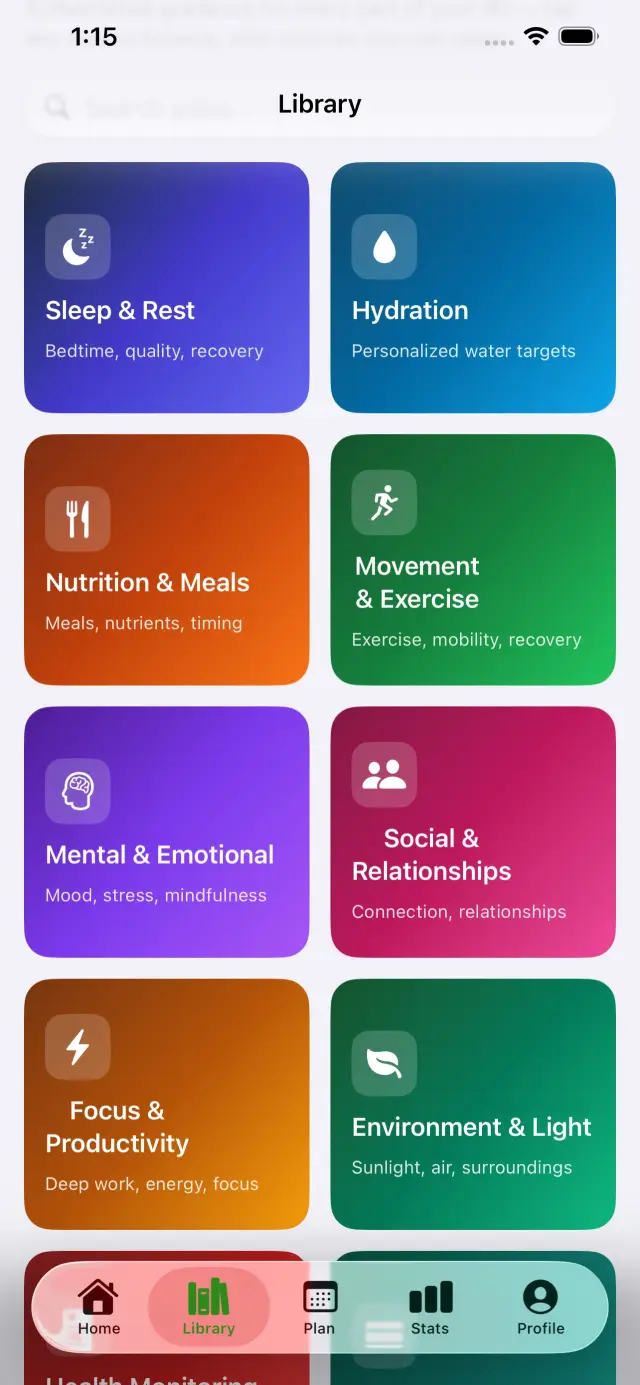 1:15
Library
Sleep & Rest
Bedtime, quality, recovery
Hydration
Personalized water targets
Nutrition & Meals
Meals, nutrients, timing
Movement
& Exercise
Exercise, mobility, recovery
Mental & Emotional
Mood, stress, mindfulness
Social &
Relationships
Connection, relationships
Focus &
Productivity
Deep work, energy, focus
Environment & Light
Sunlight, air, surroundings
Home
Library
Plan
Stats
Profile
Health Monitoring